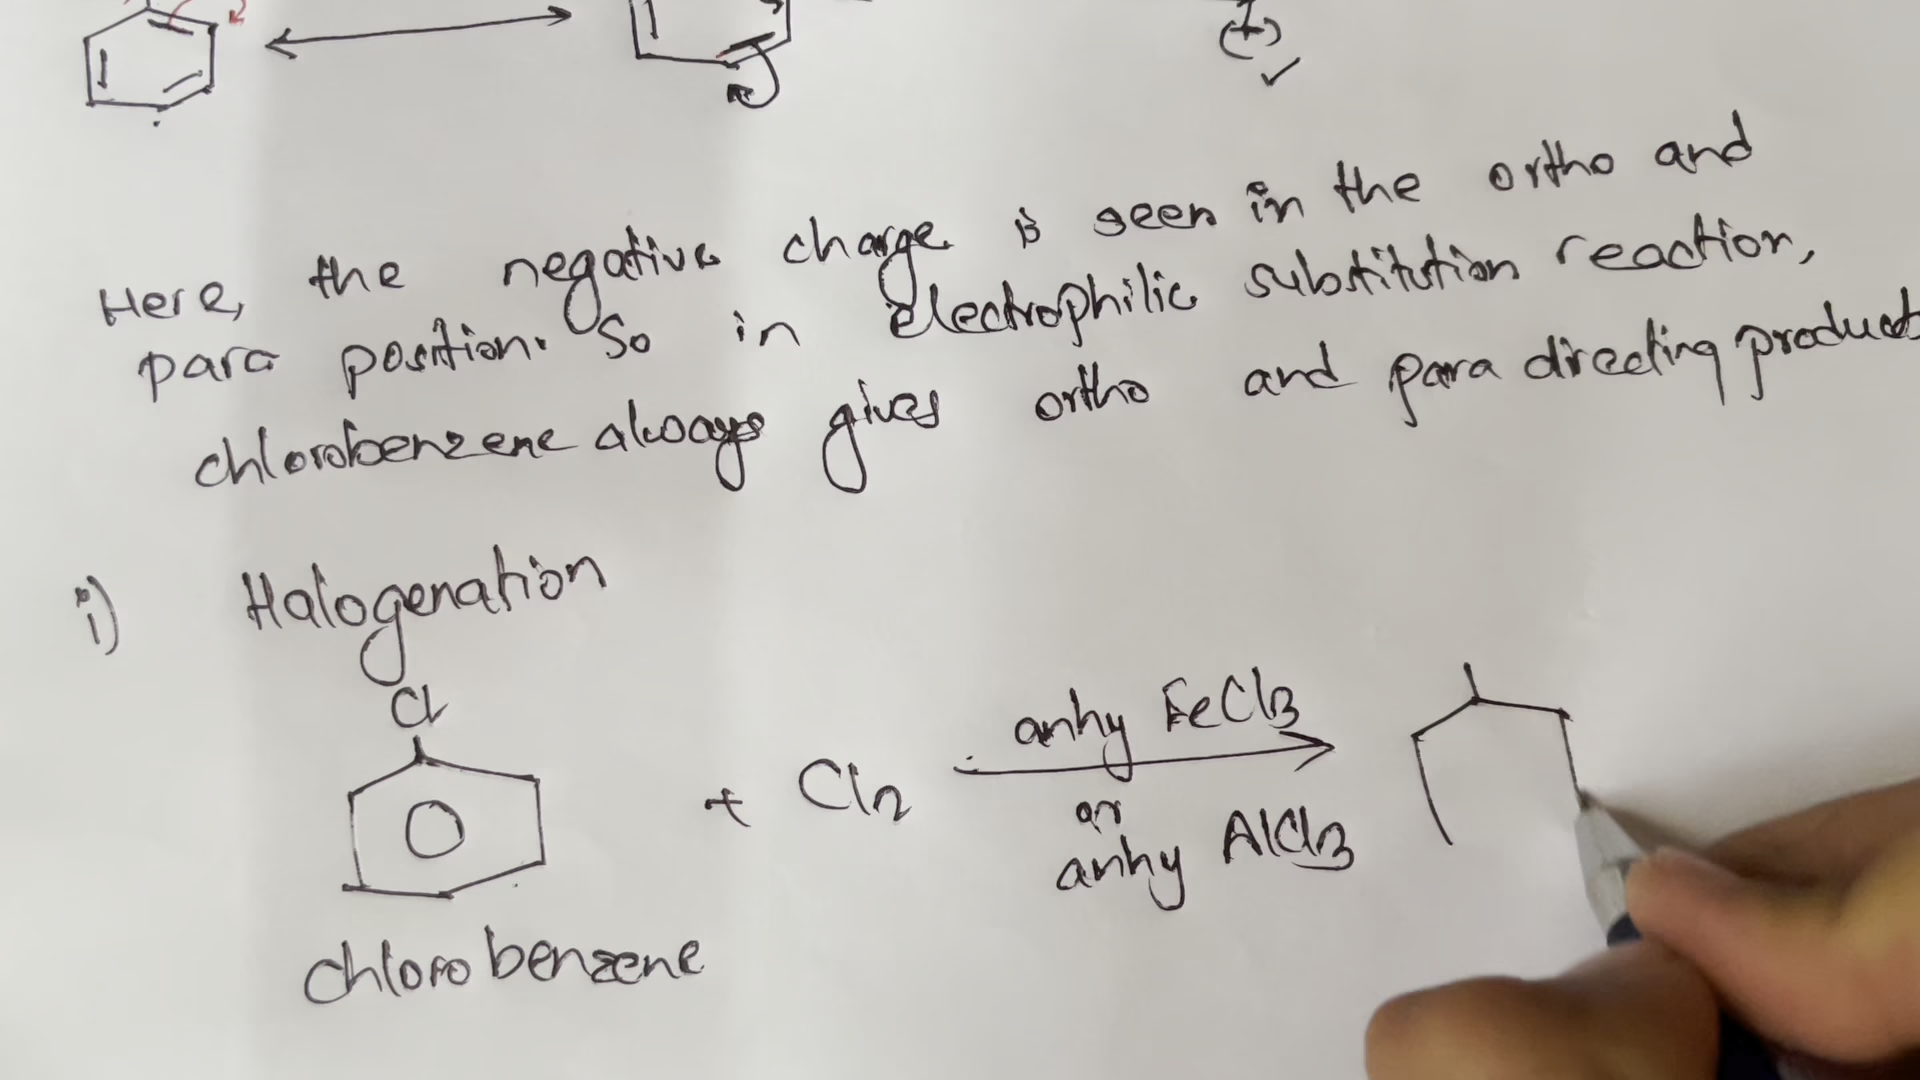 (+)
Here, the negative charge is seen in the ortho and
para position. So in electrophilic substitution reaction,
chlorobenzene always gives ortho and para directing product
i) Halogenation
Cl
+ Cl2
anhy FeCl3
or
anhy AlCl3
chlorobenzene